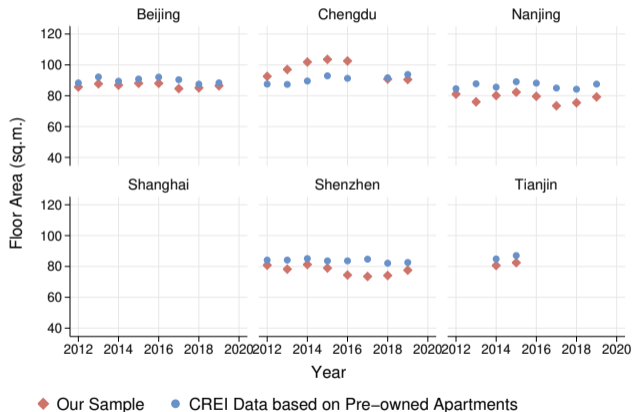 Beijing Chengdu Nanjing
120
100
80
60
40
Floor Area (sq.m.)
Shanghai Shenzhen Tianjin
120
100
80
60
40
2012 2014 2016 2018 2020 2012 2014 2016 2018 2020 2012 2014 2016 2018 2020
Year
Our Sample CREI Data based on Pre−owned Apartments